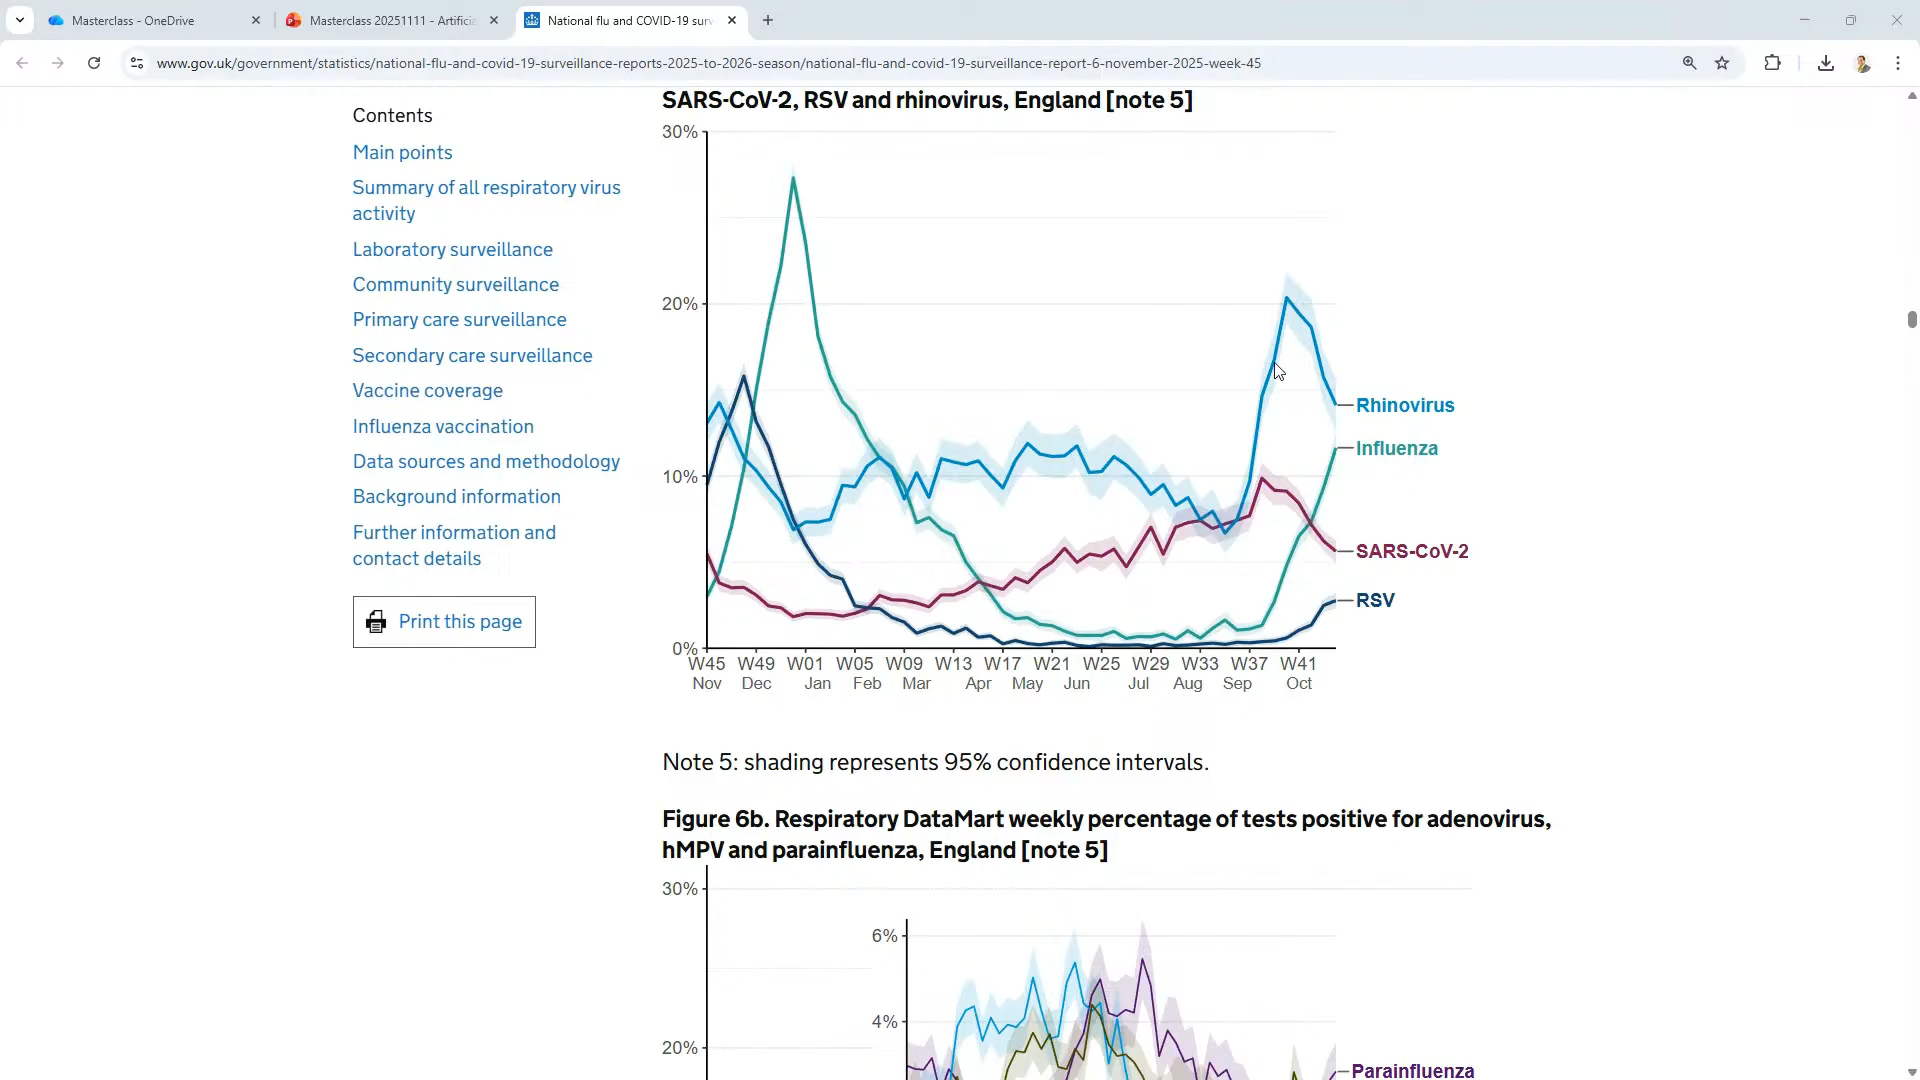 Masterclass - OneDrive
Masterclass 20251111 - Artificia
National flu and COVID-19 surv
www.gov.uk/government/statistics/national-flu-and-covid-19-surveillance-reports-2025-to-2026-season/national-flu-and-covid-19-surveillance-report-6-november-2025-week-45
Contents
Main points
Summary of all respiratory virus
activity
Laboratory surveillance
Community surveillance
Primary care surveillance
Secondary care surveillance
Vaccine coverage
Influenza vaccination
Data sources and methodology
Background information
Further information and
contact details
Print this page
SARS-CoV-2, RSV and rhinovirus, England [note 5]
30%
20%
10%
0%
Rhinovirus
Influenza
SARS-CoV-2
RSV
W45 W49 W01 W05 W09 W13 W17 W21 W25 W29 W33 W37 W41
Nov Dec Jan Feb Mar Apr May Jun Jul Aug Sep Oct
Note 5: shading represents 95% confidence intervals.
Figure 6b. Respiratory DataMart weekly percentage of tests positive for adenovirus,
hMPV and parainfluenza, England [note 5]
30%
6%
4%
20%
Parainfluenza